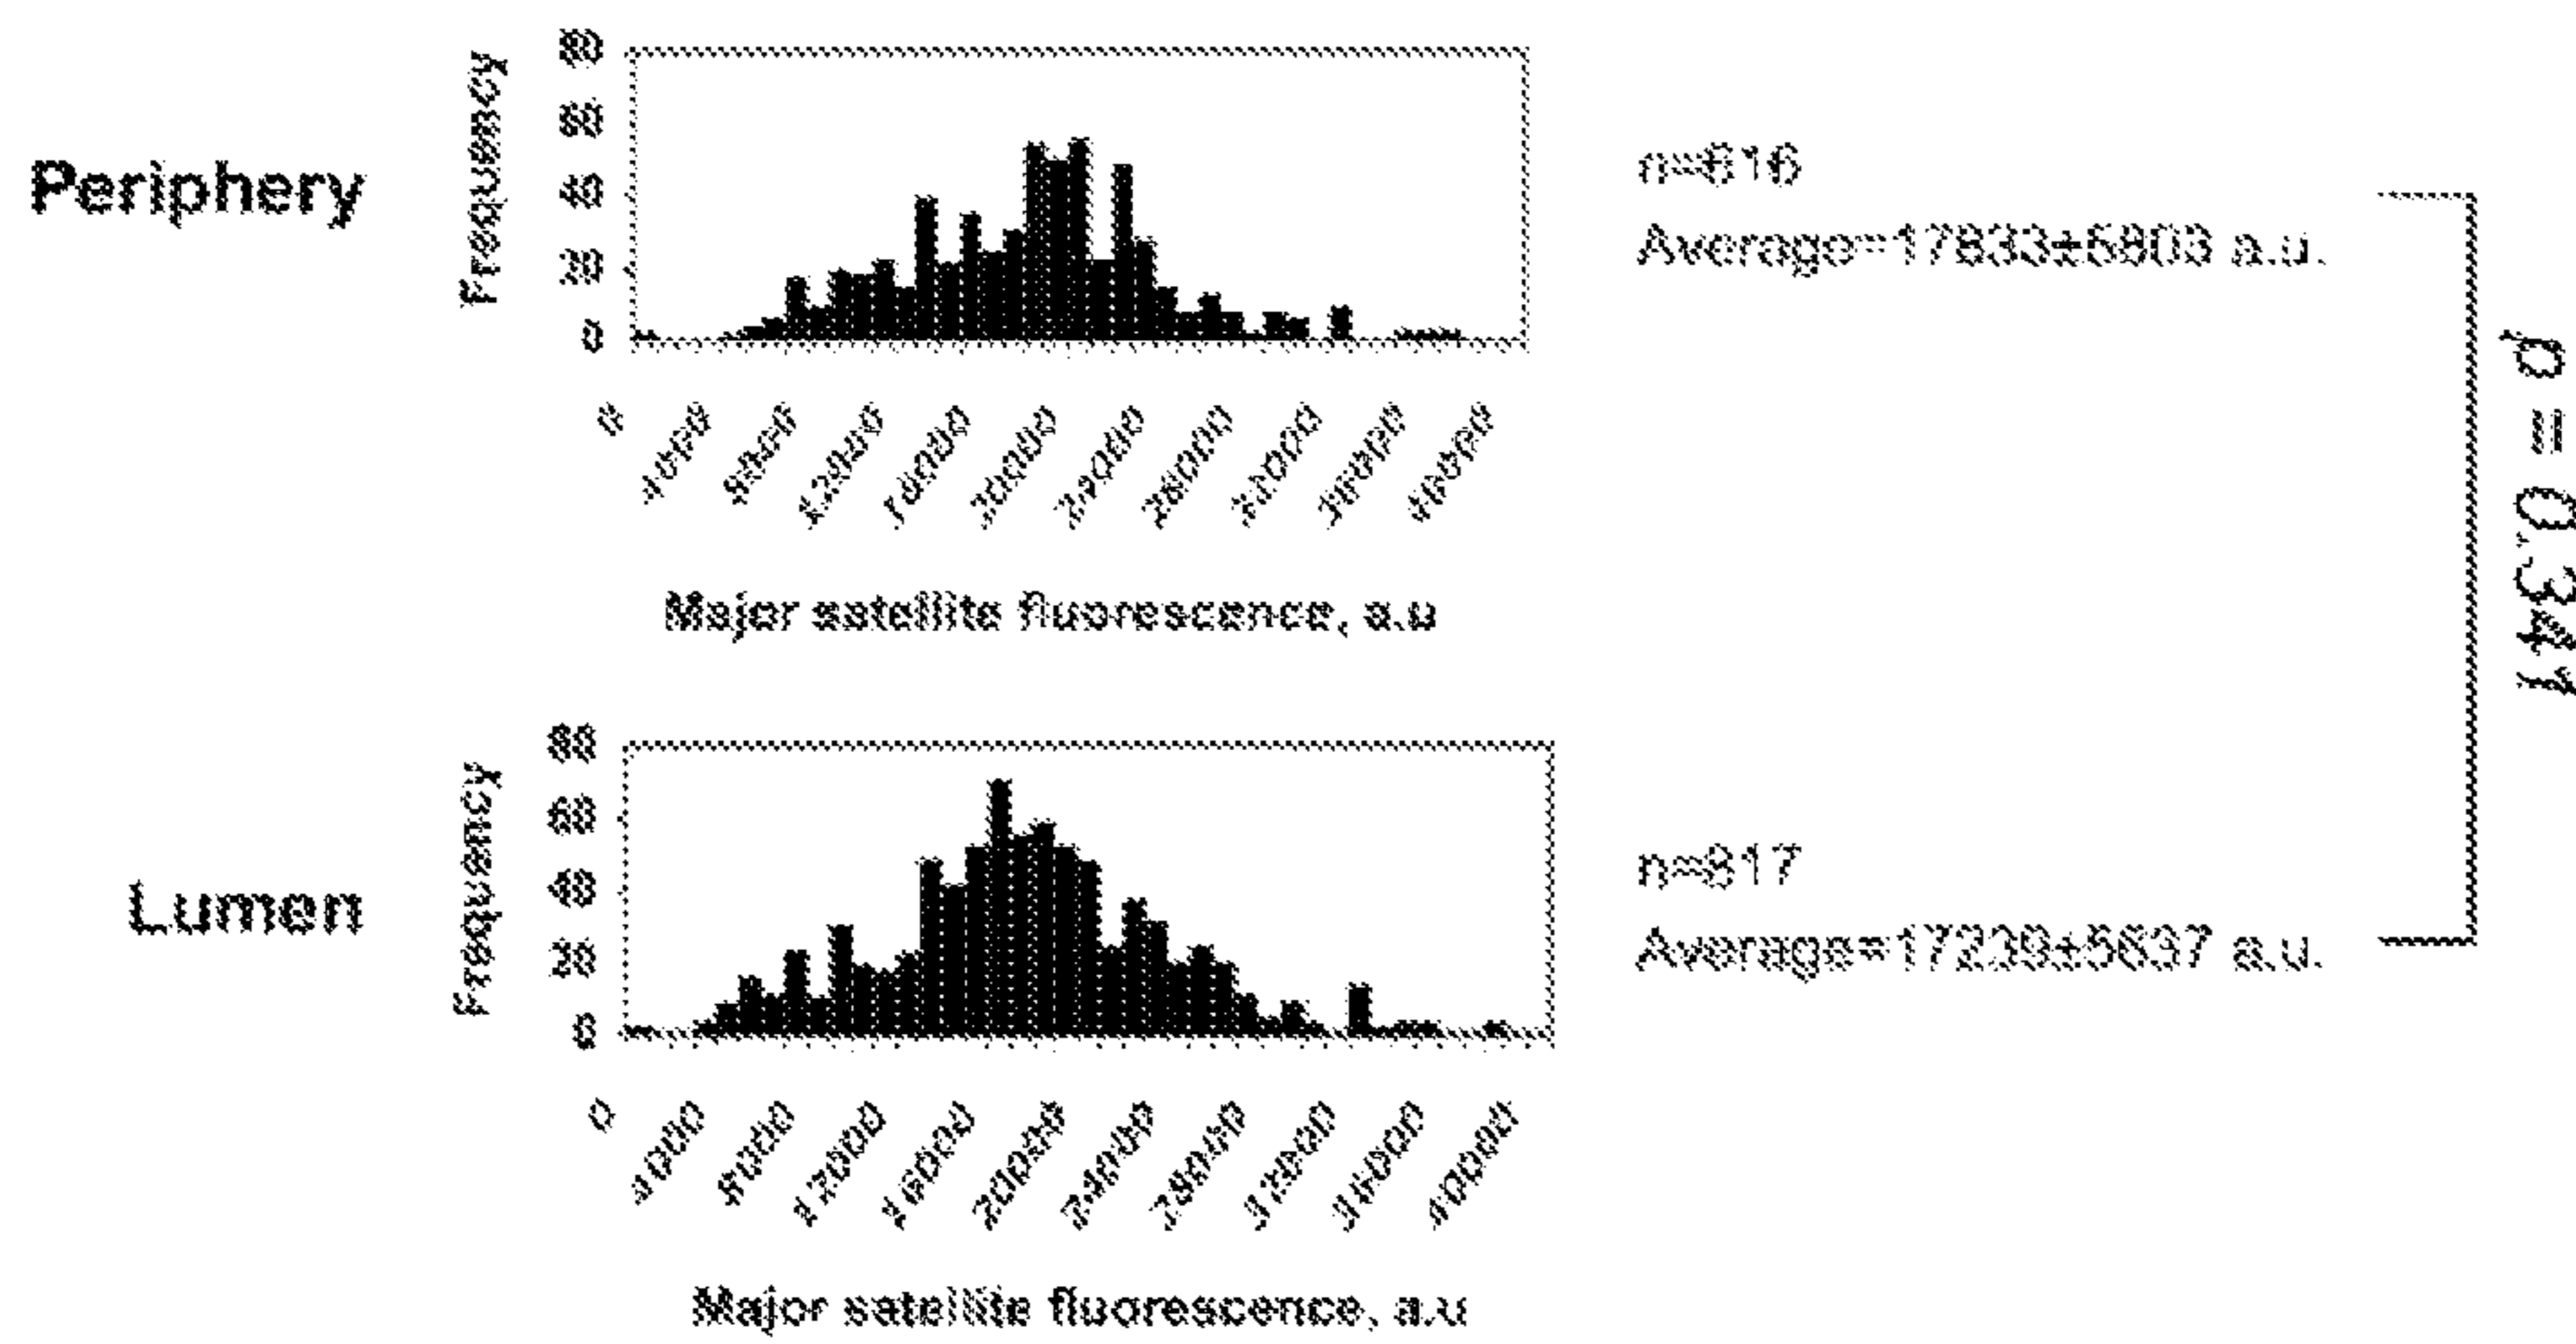 Periphery
Frequency
80
60
40
20
0
0
4000
8000
12000
16000
20000
24000
28000
32000
36000
40000
Major satellite fluorescence, a.u
n=616
Average=17833±5803 a.u.
p = 0.341
Lumen
Frequency
80
60
40
20
0
0
4000
8000
12000
16000
20000
24000
28000
32000
36000
40000
Major satellite fluorescence, a.u
n=817
Average=17239±5637 a.u.